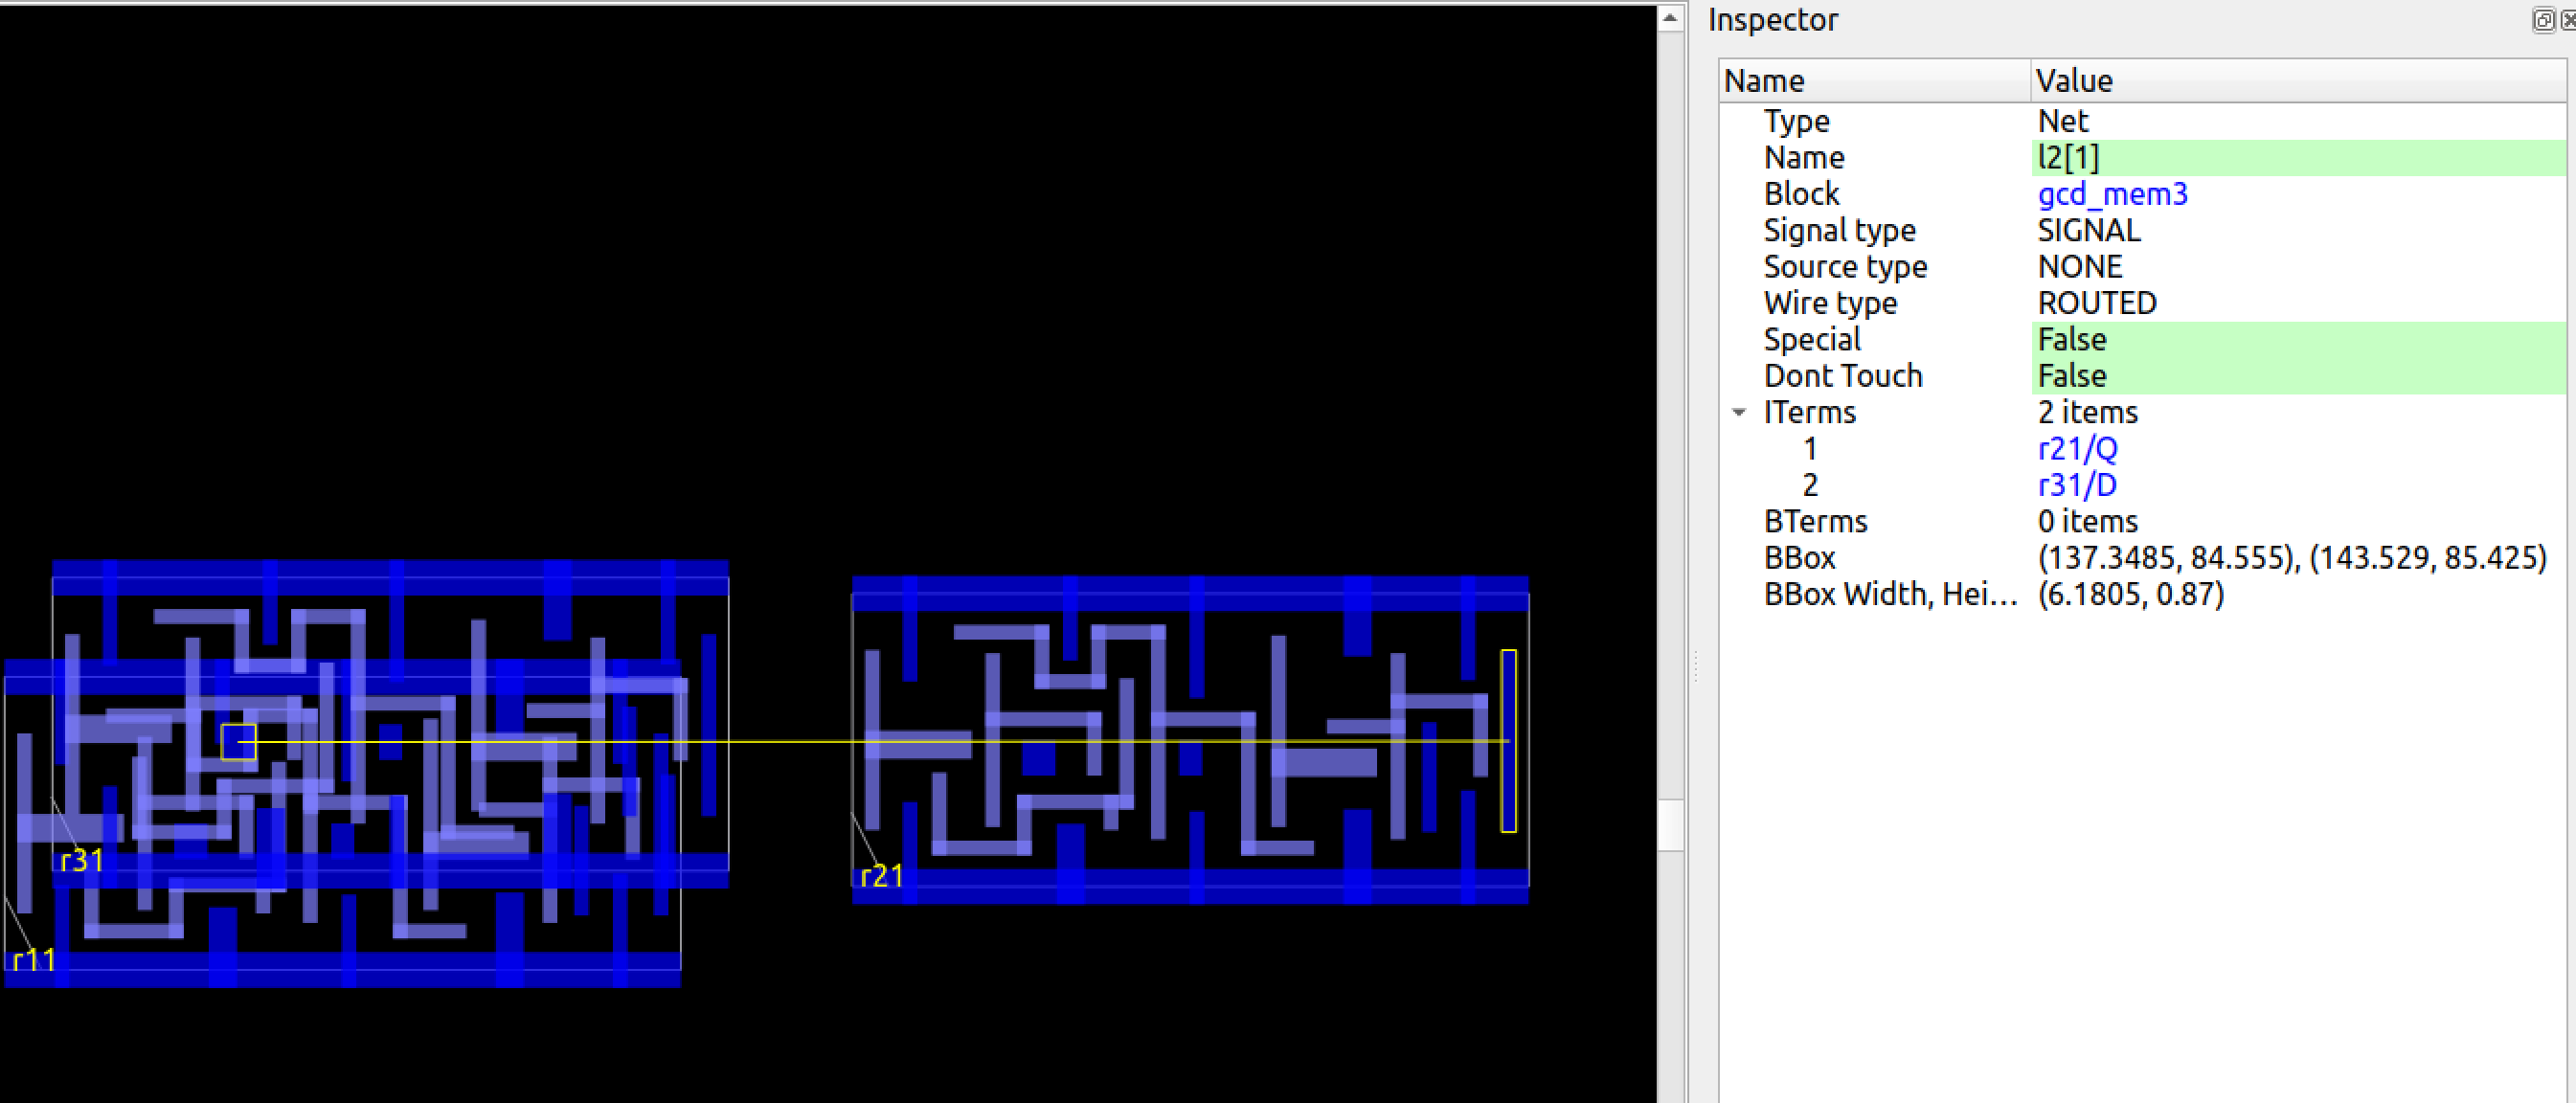 Inspector
Name Value
Type Net
Name l2[1]
Block gcd_mem3
Signal type SIGNAL
Source type NONE
Wire type ROUTED
Special False
Dont Touch False
ITerms 2 items
1 r21/Q
2 r31/D
BTerms 0 items
BBox (137.3485, 84.555), (143.529, 85.425)
BBox Width, Hei... (6.1805, 0.87)
r31
r21
r11